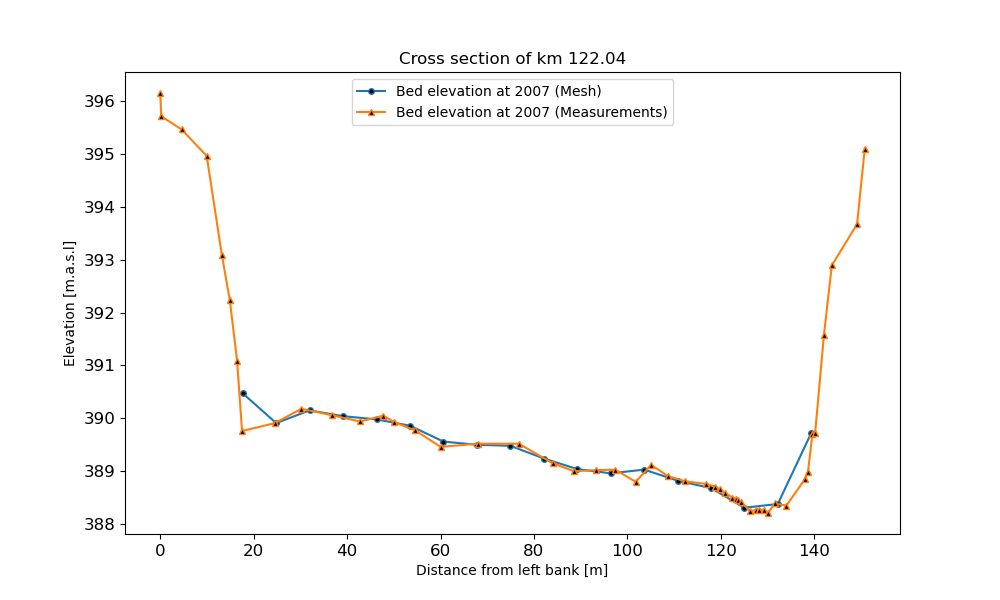 Cross section of km 122.04
Bed elevation at 2007 (Mesh)
Bed elevation at 2007 (Measurements)
Elevation [m.a.s.l]
396
395
394
393
392
391
390
389
388
0 20 40 60 80 100 120 140
Distance from left bank [m]